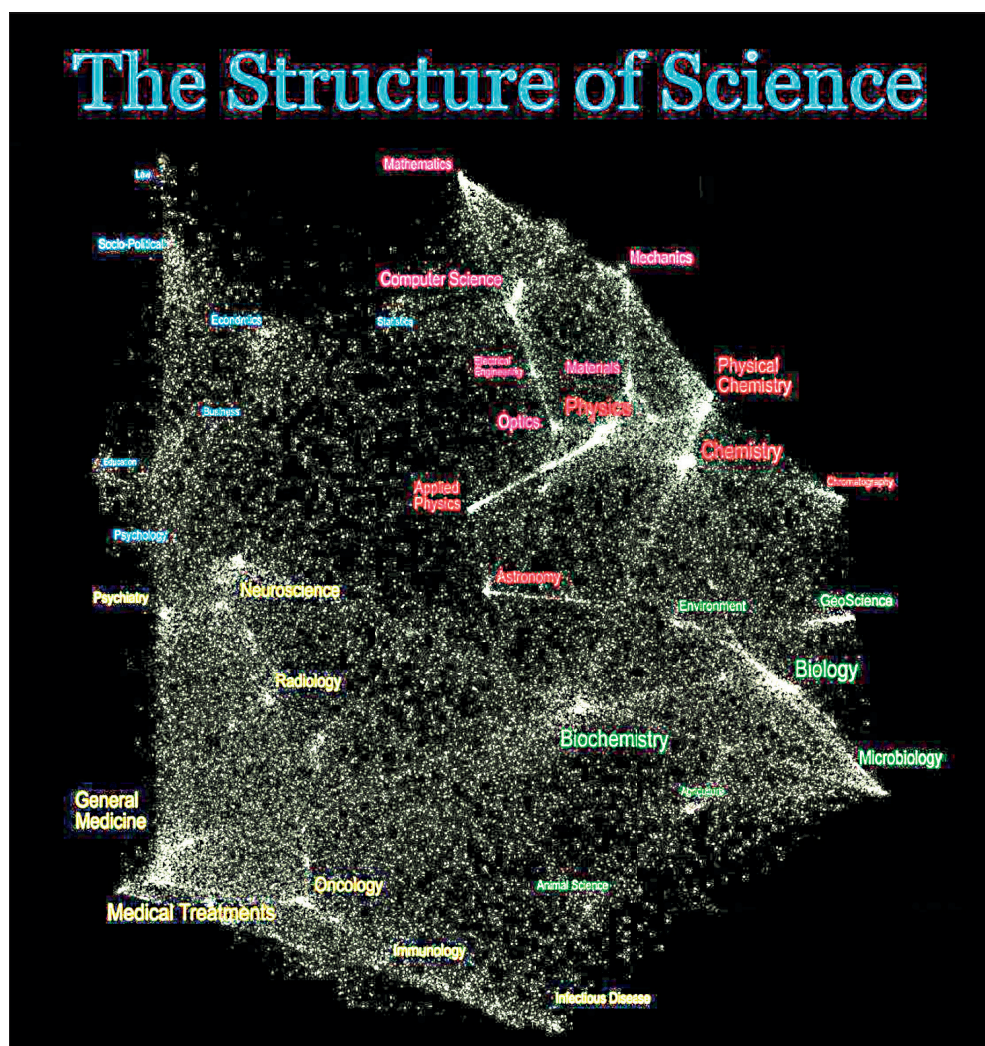 The Structure of Science
Mathematics
Law
Socio-Political
Mechanics
Computer Science
Economics
Statistics
Electrical
Engineering
Materials
Physical
Chemistry
Physics
Business
Optics
Chemistry
Education
Applied
Physics
Chromatography
Psychology
Astronomy
Neuroscience
Psychiatry
Environment
GeoScience
Biology
Radiology
Biochemistry
Microbiology
General
Medicine
Oncology
Animal Science
Medical Treatments
Immunology
Infectious Disease